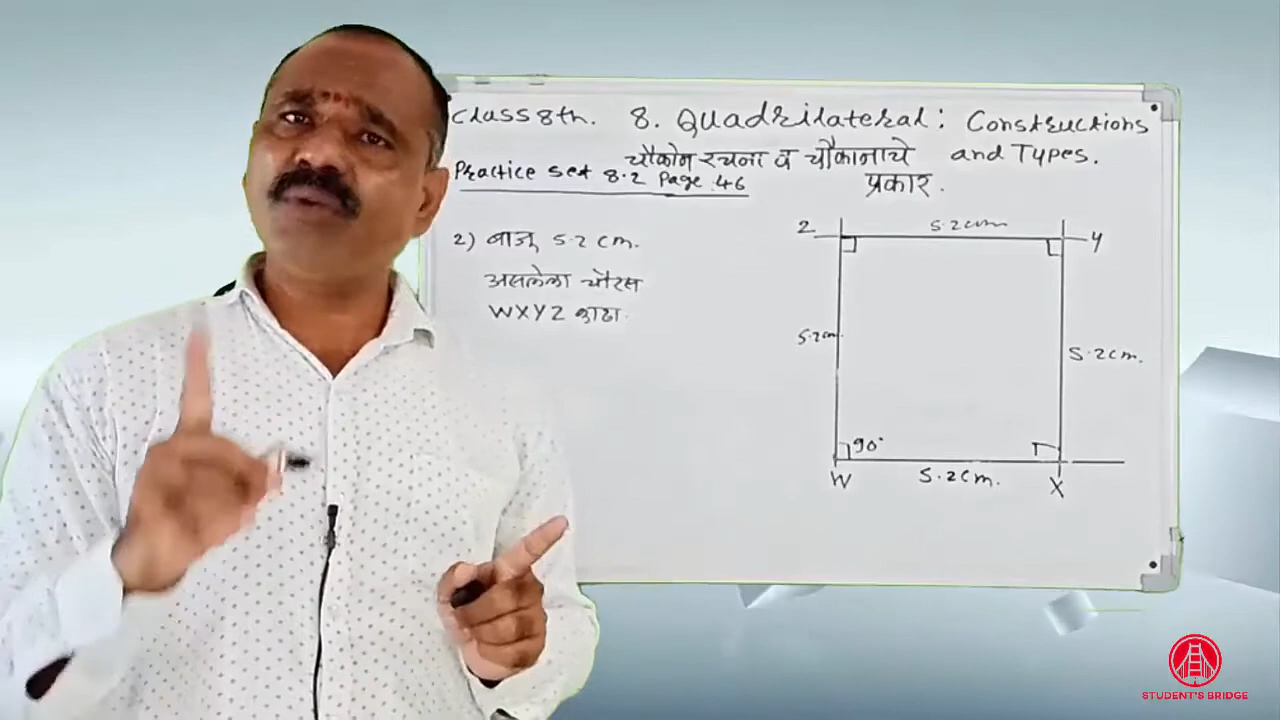 Class 8th. 8. Quadrilateral: Constructions
चौकोन रचना व चौकानाचे and Types.
Practice set 8.2 Page 46 प्रकार.
2) बाजू 5.2 cm.
असलेला चौरस
WXYZ काढा.
Z 5.2cm Y
5.2cm 5.2cm.
90°
W 5.2cm. X
STUDENT'S BRIDGE